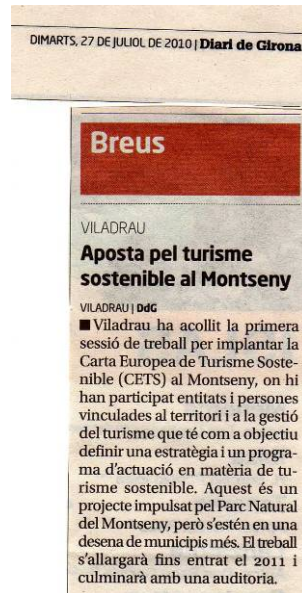 DIMARTS, 27 DE JULIOL DE 2010 | Diari de Girona
Breus
VILADRAU
Aposta pel turisme
sostenible al Montseny
VILADRAU | DdG
■ Viladrau ha acollit la primera
sessió de treball per implantar la
Carta Europea de Turisme Soste-
nible (CETS) al Montseny, on hi
han participat entitats i persones
vinculades al territori i a la gestió
del turisme que té com a objectiu
definir una estratègia i un progra-
ma d'actuació en matèria de tu-
risme sostenible. Aquest és un
projecte impulsat pel Parc Natural
del Montseny, però s'estén en una
desena de municipis més. El treball
s'allargarà fins entrat el 2011 i
culminarà amb una auditoria.